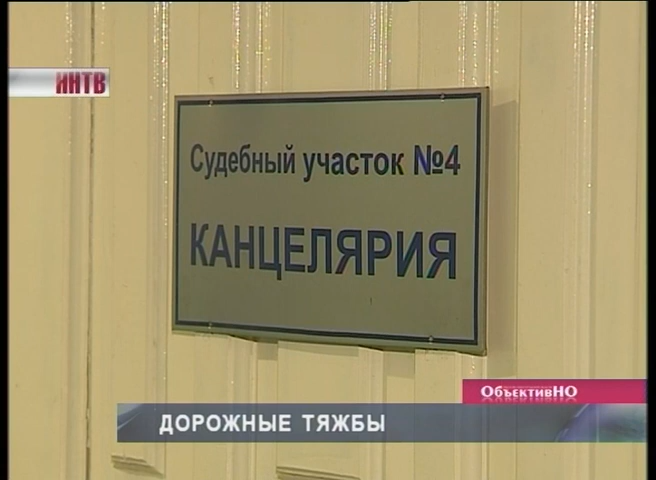 ННТВ
Судебный участок №4
КАНЦЕЛЯРИЯ
ОбъективНО
ДОРОЖНЫЕ ТЯЖБЫ